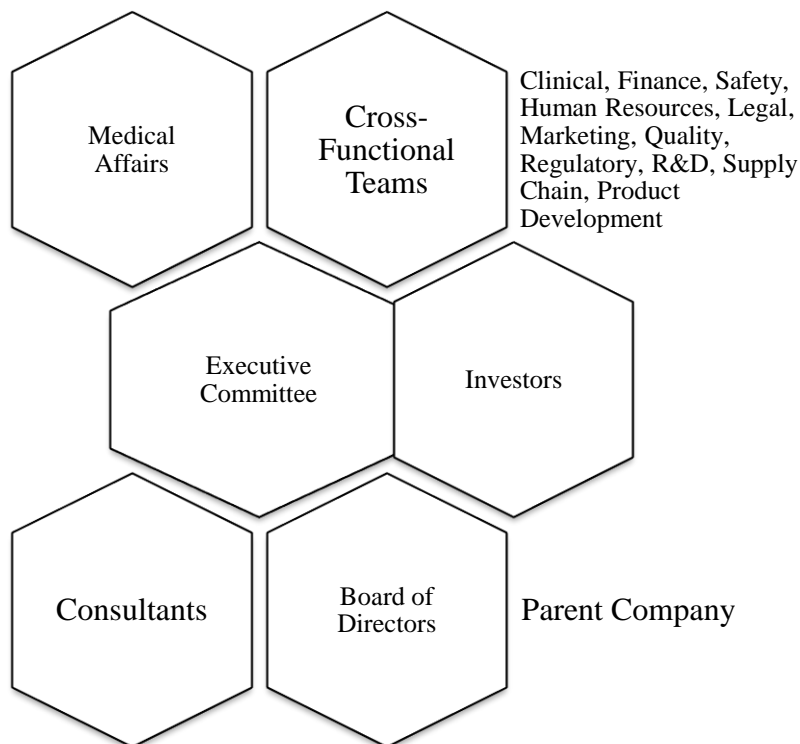 Medical
Affairs
Cross-
Functional
Teams
Clinical, Finance, Safety,
Human Resources, Legal,
Marketing, Quality,
Regulatory, R&D, Supply
Chain, Product
Development
Executive
Committee
Investors
Consultants
Board of
Directors
Parent Company